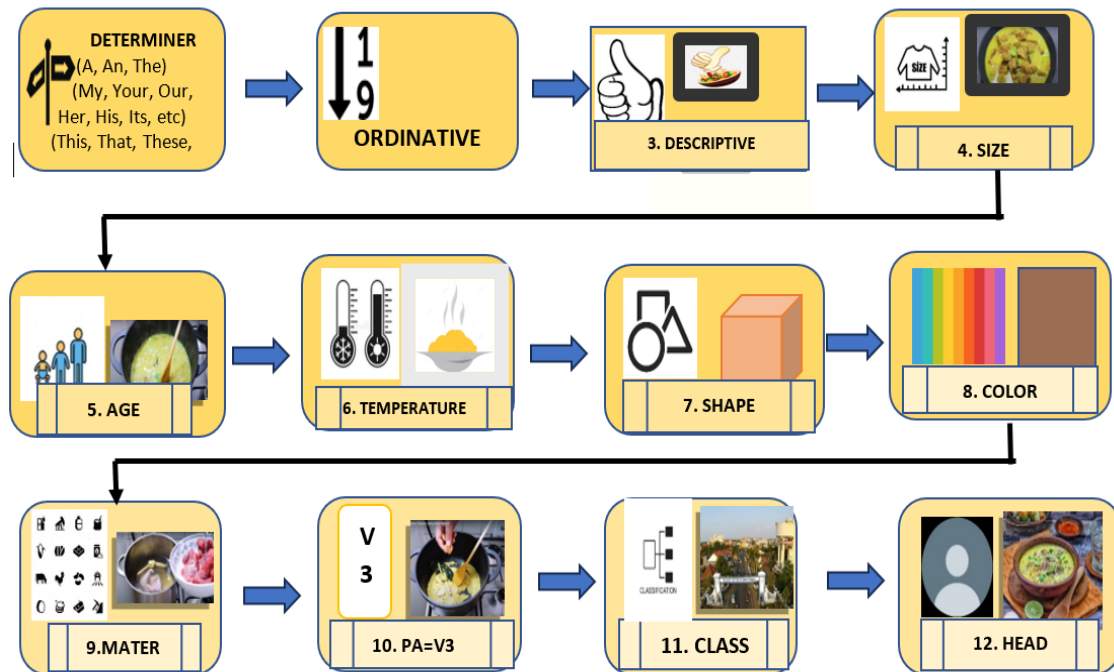 DETERMINER
(A, An, The)
(My, Your, Our,
Her, His, Its, etc)
(This, That, These,
1
9
ORDINATIVE
3. DESCRIPTIVE
SIZE
4. SIZE
5. AGE
6. TEMPERATURE
7. SHAPE
8. COLOR
9.MATER
V
3
10. PA=V3
CLASSIFICATION
11. CLASS
12. HEAD